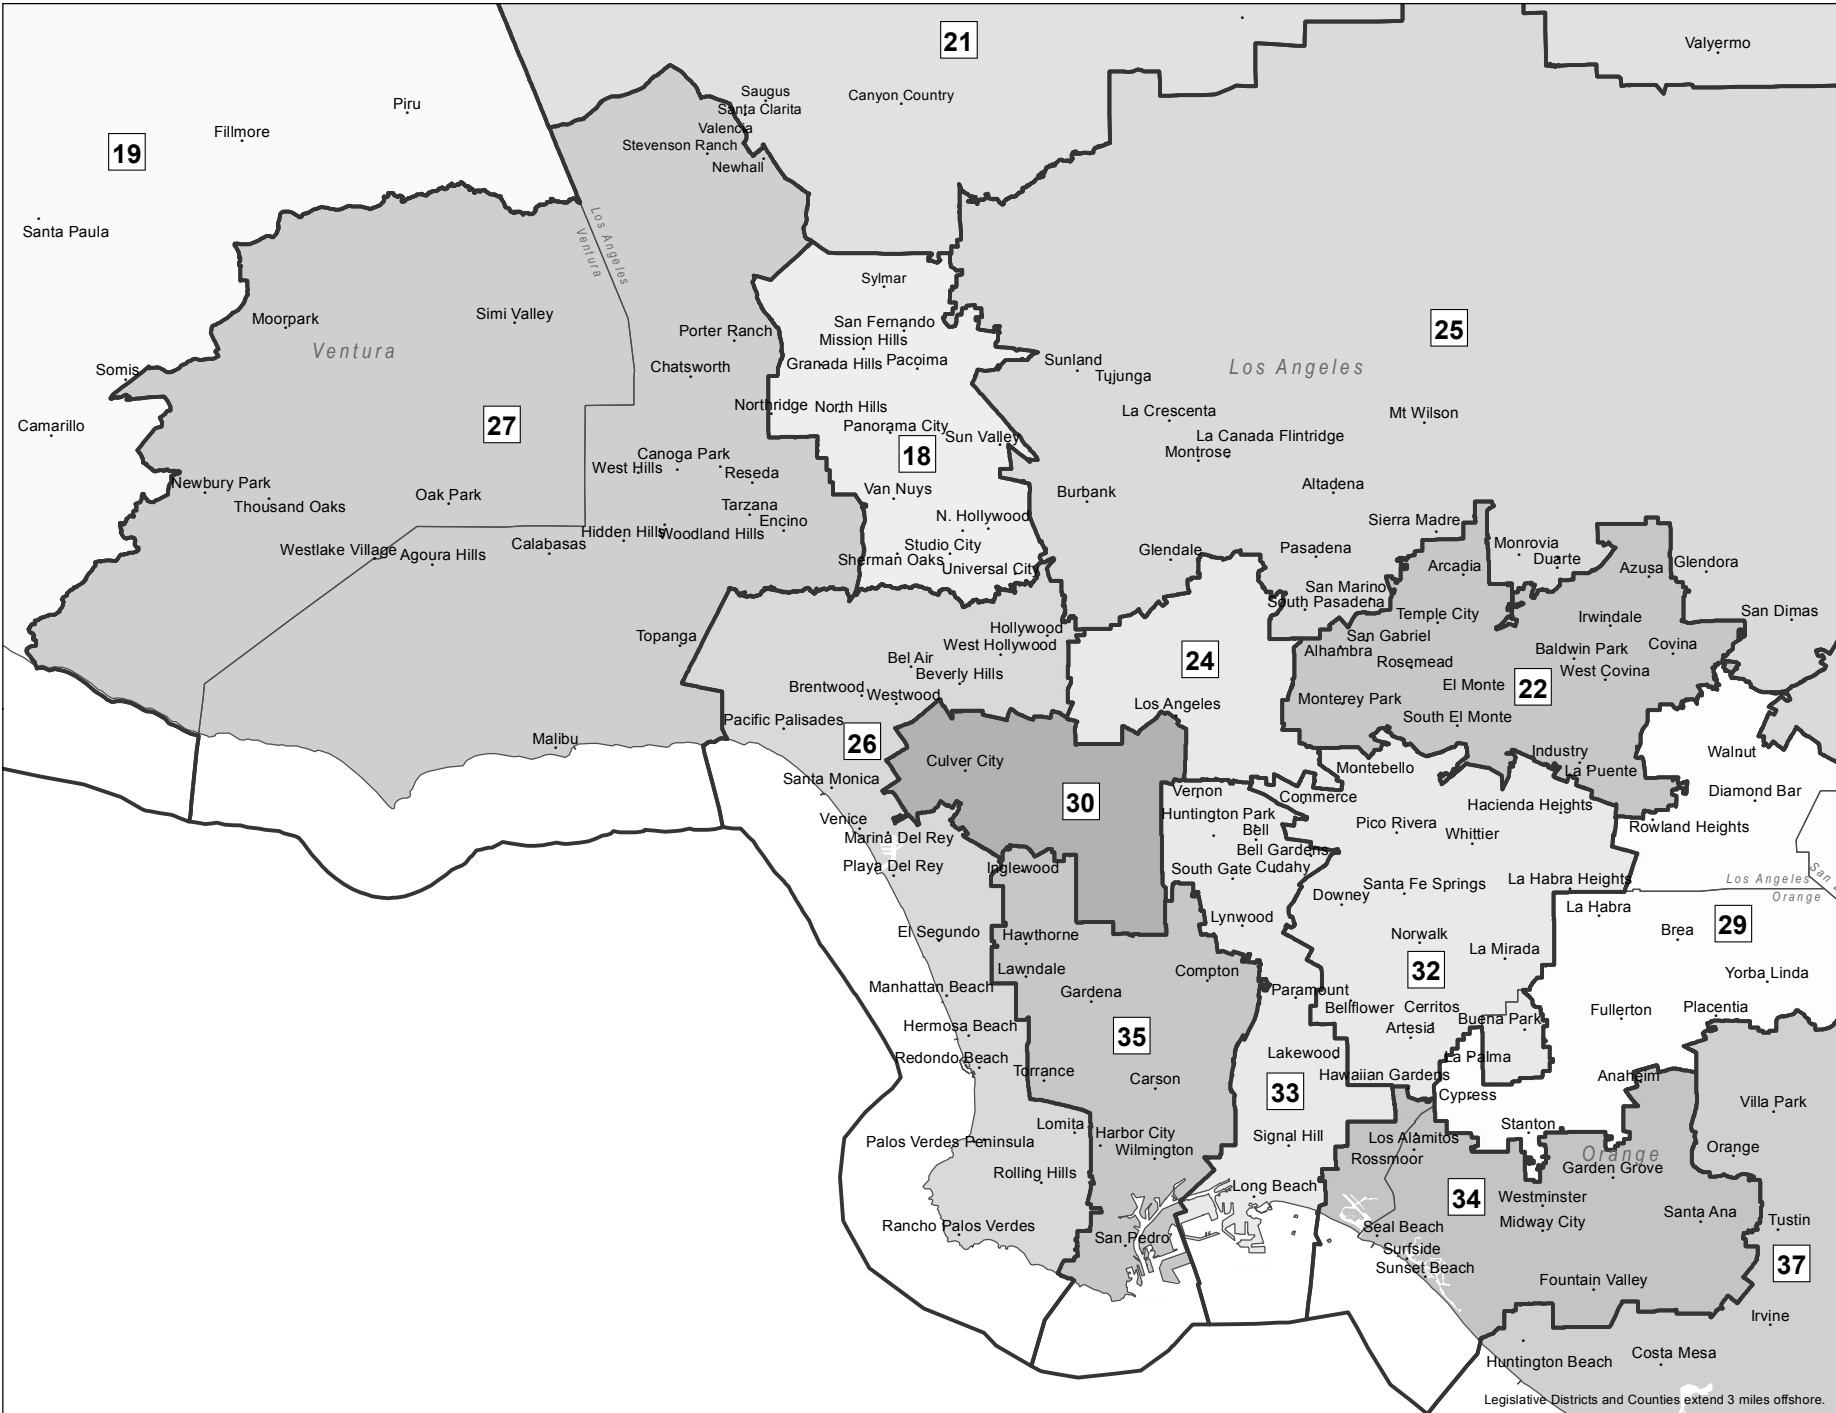 21
Valyermo
Saugus
Santa Clarita
Canyon Country
Piru
Fillmore
Valencia
19
Stevenson Ranch
Newhall
Santa Paula
Los Angeles
Ventura
Sylmar
Moorpark
Simi Valley
Porter Ranch
San Fernando
25
Mission Hills
Ventura
Chatsworth
Granada Hills
Pacoima
Sunland
Tujunga
Los Angeles
Somis
Northridge
North Hills
La Crescenta
Mt Wilson
Camarillo
27
Panorama City
Sun Valley
La Canada Flintridge
Montrose
18
Canoga Park
West Hills
Reseda
Newbury Park
Thousand Oaks
Oak Park
Van Nuys
Burbank
Altadena
Tarzana
Encino
N. Hollywood
Sierra Madre
Hidden Hills
Woodland Hills
Calabasas
Westlake Village
Agoura Hills
Studio City
Sherman Oaks
Universal City
Glendale
Pasadena
Monrovia
Duarte
Arcadia
Azusa
Glendora
San Marino
South Pasadena
Temple City
Irwindale
San Dimas
Topanga
Hollywood
West Hollywood
San Gabriel
Alhambra
Rosemead
Baldwin Park
Covina
24
Bel Air
Beverly Hills
West Covina
El Monte
22
Brentwood
Westwood
Monterey Park
Los Angeles
South El Monte
Pacific Palisades
26
Malibu
Culver City
Industry
Walnut
Montebello
La Puente
Santa Monica
Vernon
Commerce
Diamond Bar
30
Hacienda Heights
Venice
Huntington Park
Pico Rivera
Rowland Heights
Marina Del Rey
Bell
Whittier
Bell Gardens
Playa Del Rey
Inglewood
South Gate
Cudahy
La Habra Heights
Los Angeles
San
Orange
Santa Fe Springs
Downey
La Habra
Lynwood
29
El Segundo
Hawthorne
Norwalk
Brea
La Mirada
Lawndale
Compton
32
Yorba Linda
Manhattan Beach
Gardena
Paramount
Bellflower
Cerritos
Fullerton
Placentia
Hermosa Beach
35
Artesia
Buena Park
Redondo Beach
Lakewood
La Palma
Torrance
Carson
33
Hawaiian Gardens
Anaheim
Cypress
Villa Park
Lomita
Harbor City
Signal Hill
Stanton
Palos Verdes Peninsula
Wilmington
Los Alamitos
Rossmoor
Orange
Orange
Rolling Hills
Garden Grove
Long Beach
34
Westminster
Rancho Palos Verdes
Midway City
Santa Ana
Tustin
San Pedro
Seal Beach
Surfside
Sunset Beach
37
Fountain Valley
Irvine
Huntington Beach
Costa Mesa
Legislative Districts and Counties extend 3 miles offshore.